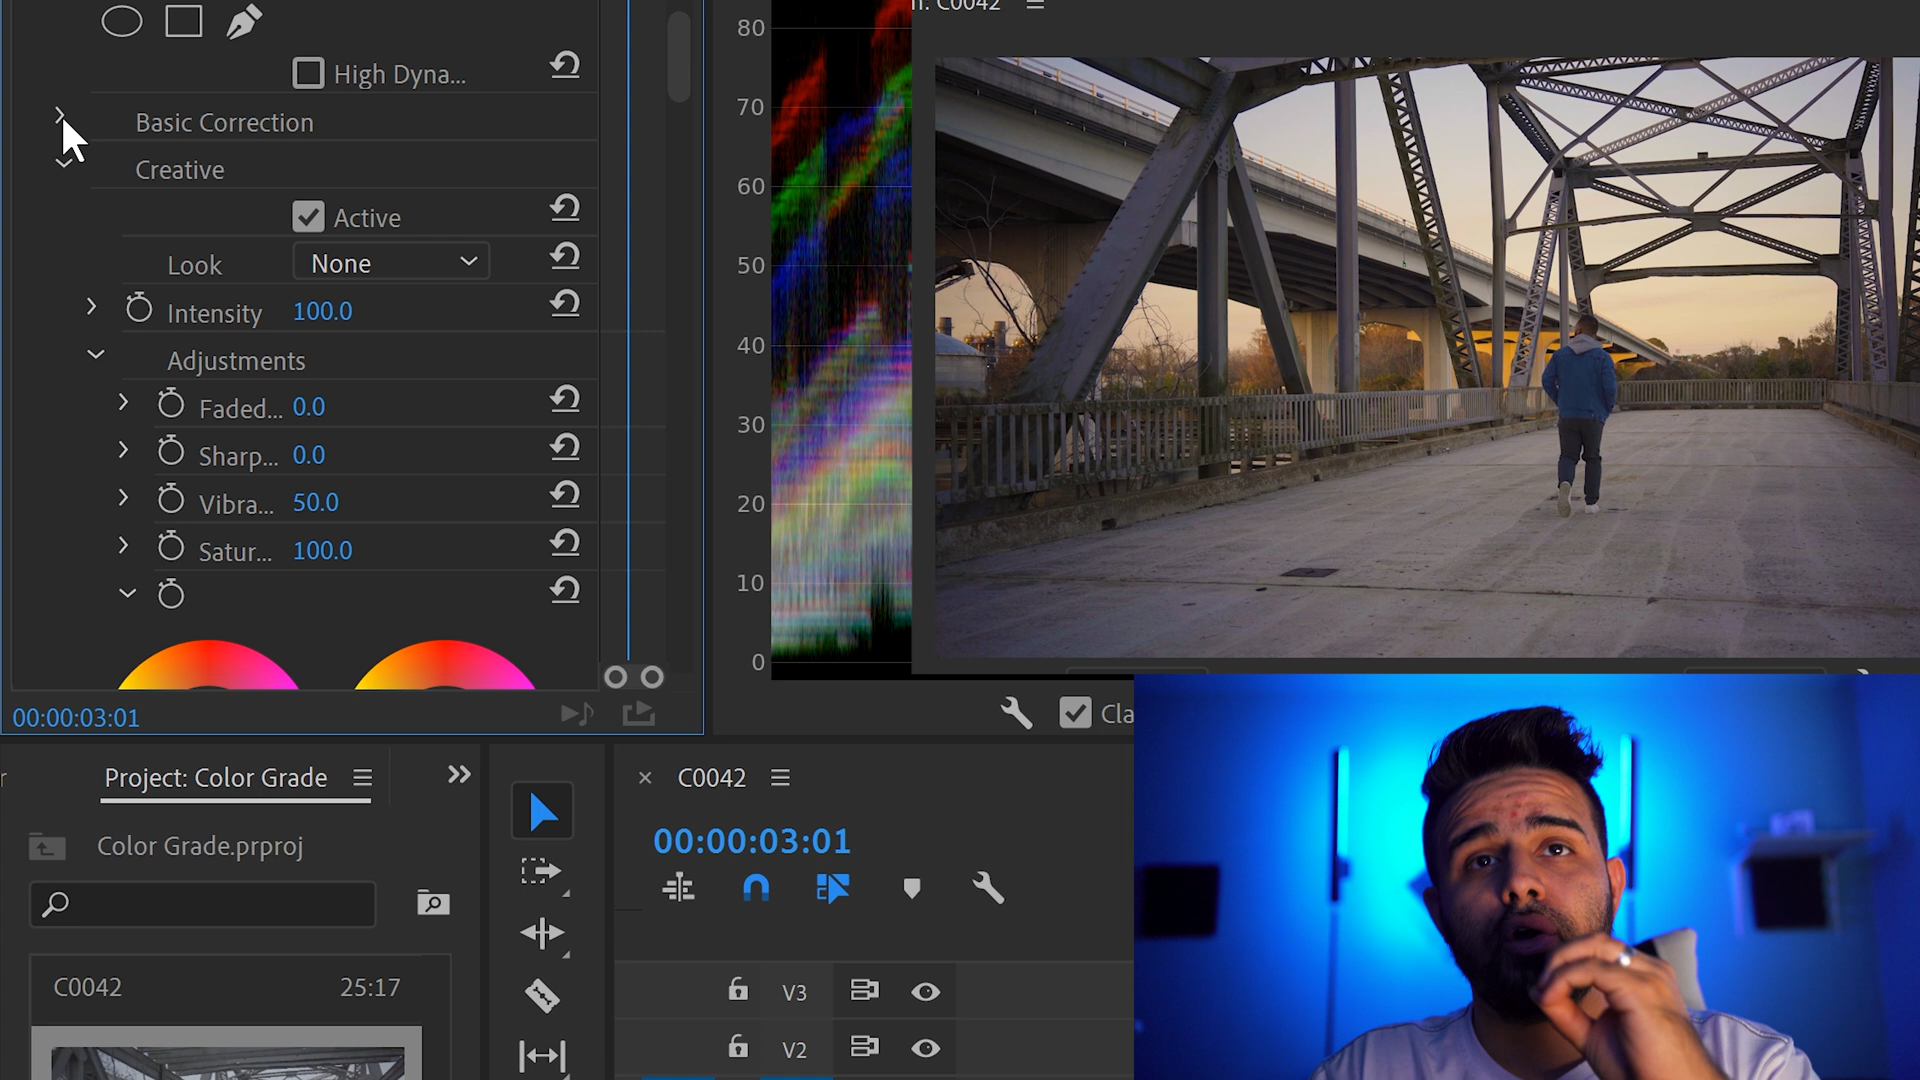 High Dyna...
Basic Correction
Creative
Active
Look None
Intensity 100.0
Adjustments
Faded... 0.0
Sharp... 0.0
Vibra... 50.0
Satur... 100.0
00:00:03:01
80
70
60
50
40
30
20
10
0
C0042
Cla
Project: Color Grade
Color Grade.prproj
C0042 25:17
C0042
00:00:03:01
V3
V2